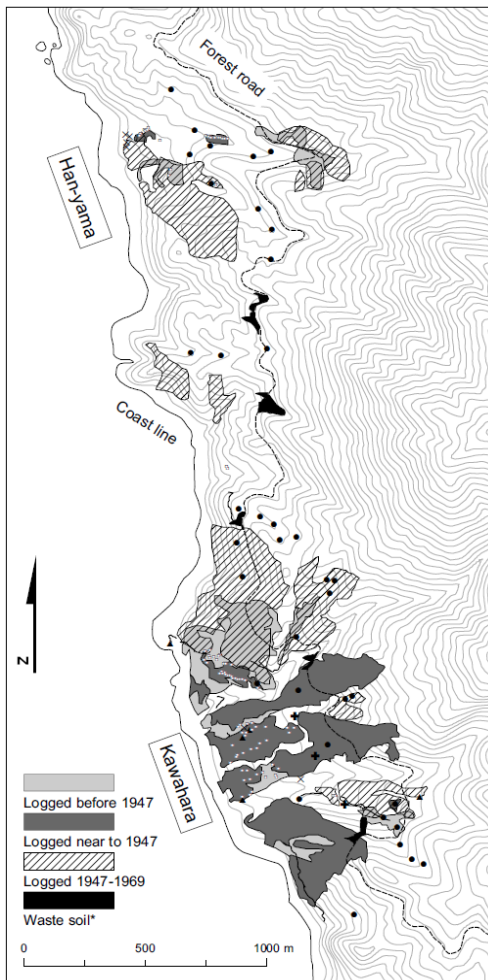 Forest road
Han-yama
Coast line
N
Kawahara
Logged before 1947
Logged near to 1947
Logged 1947-1969
Waste soil*
0 500 1000 m